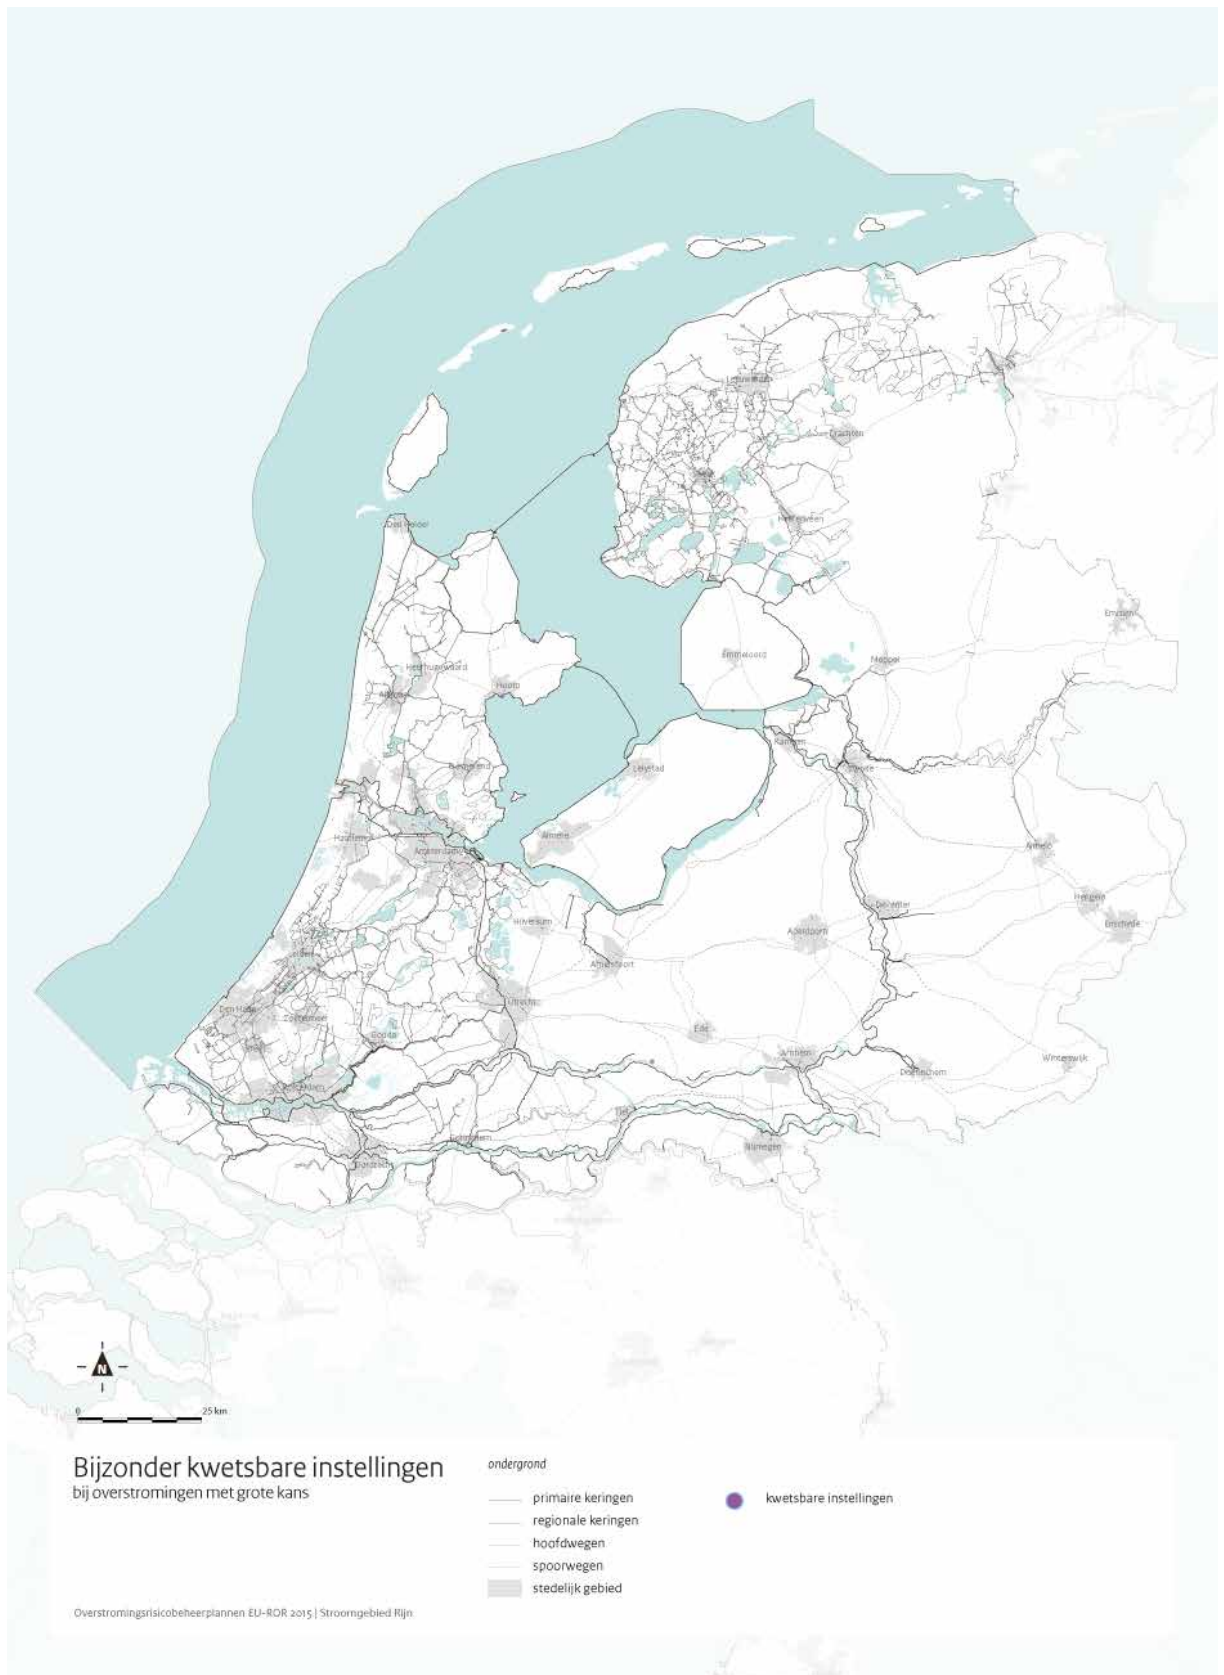 Leeuwarden
Drachten
Den Helder
Heerenveen
Emmen
Heerhugowaard
Emmeloord
Meppel
Hoorn
Kampen
Purmerend
Lelystad
Zwolle
Haarlem
Almere
Amsterdam
Almelo
Hengelo
Deventer
Hilversum
Enschede
Apeldoorn
Leiden
Amersfoort
Utrecht
Den Haag
Zoetermeer
Gouda
Ede
Arnhem
Winterswijk
Doetinchem
Rotterdam
Tiel
Gorinchem
Nijmegen
Dordrecht
N
0 25 km
Bijzonder kwetsbare instellingen
bij overstromingen met grote kans
ondergrond
primaire keringen
regionale keringen
hoofdwegen
spoorwegen
stedelijk gebied
kwetsbare instellingen
Overstromingsrisicobeheerplannen EU-ROR 2015 | Stroomgebied Rijn